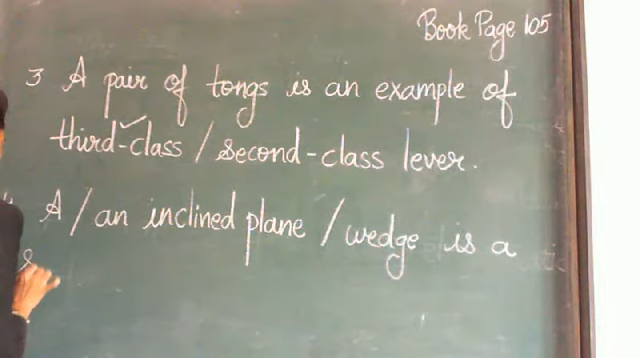 Book Page 105
3 A pair of tongs is an example of
third-class / second-class lever.
A / an inclined plane / wedge is a
s